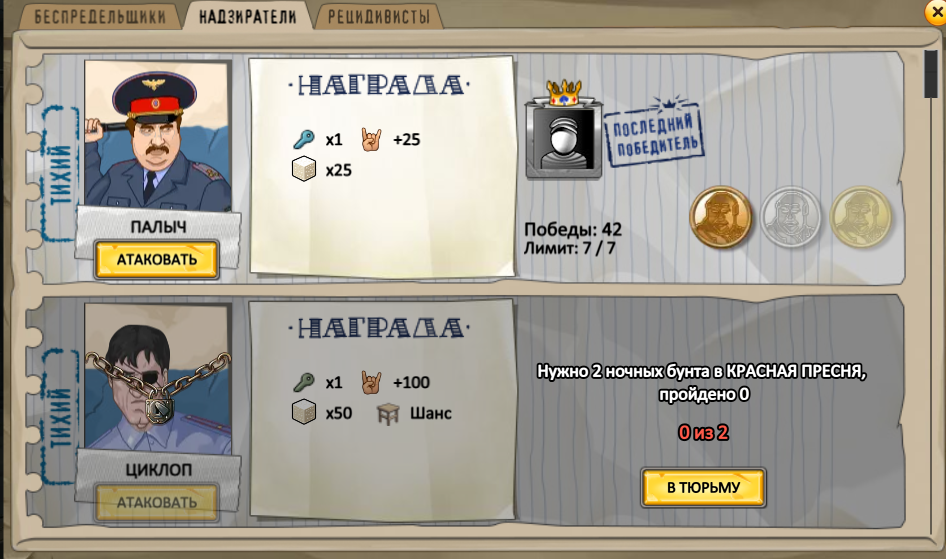 БЕСПРЕДЕЛЬЩИКИ
НАДЗИРАТЕЛИ
РЕЦИДИВИСТЫ
ТИХИЙ
ПАЛЫЧ
АТАКОВАТЬ
НАГРАДА
x1 +25
x25
ПОСЛЕДНИЙ
ПОБЕДИТЕЛЬ
Победы: 42
Лимит: 7 / 7
ТИХИЙ
ЦИКЛОП
АТАКОВАТЬ
НАГРАДА
x1 +100
x50 Шанс
Нужно 2 ночных бунта в КРАСНАЯ ПРЕСНЯ,
пройдено 0
0 из 2
В ТЮРЬМУ